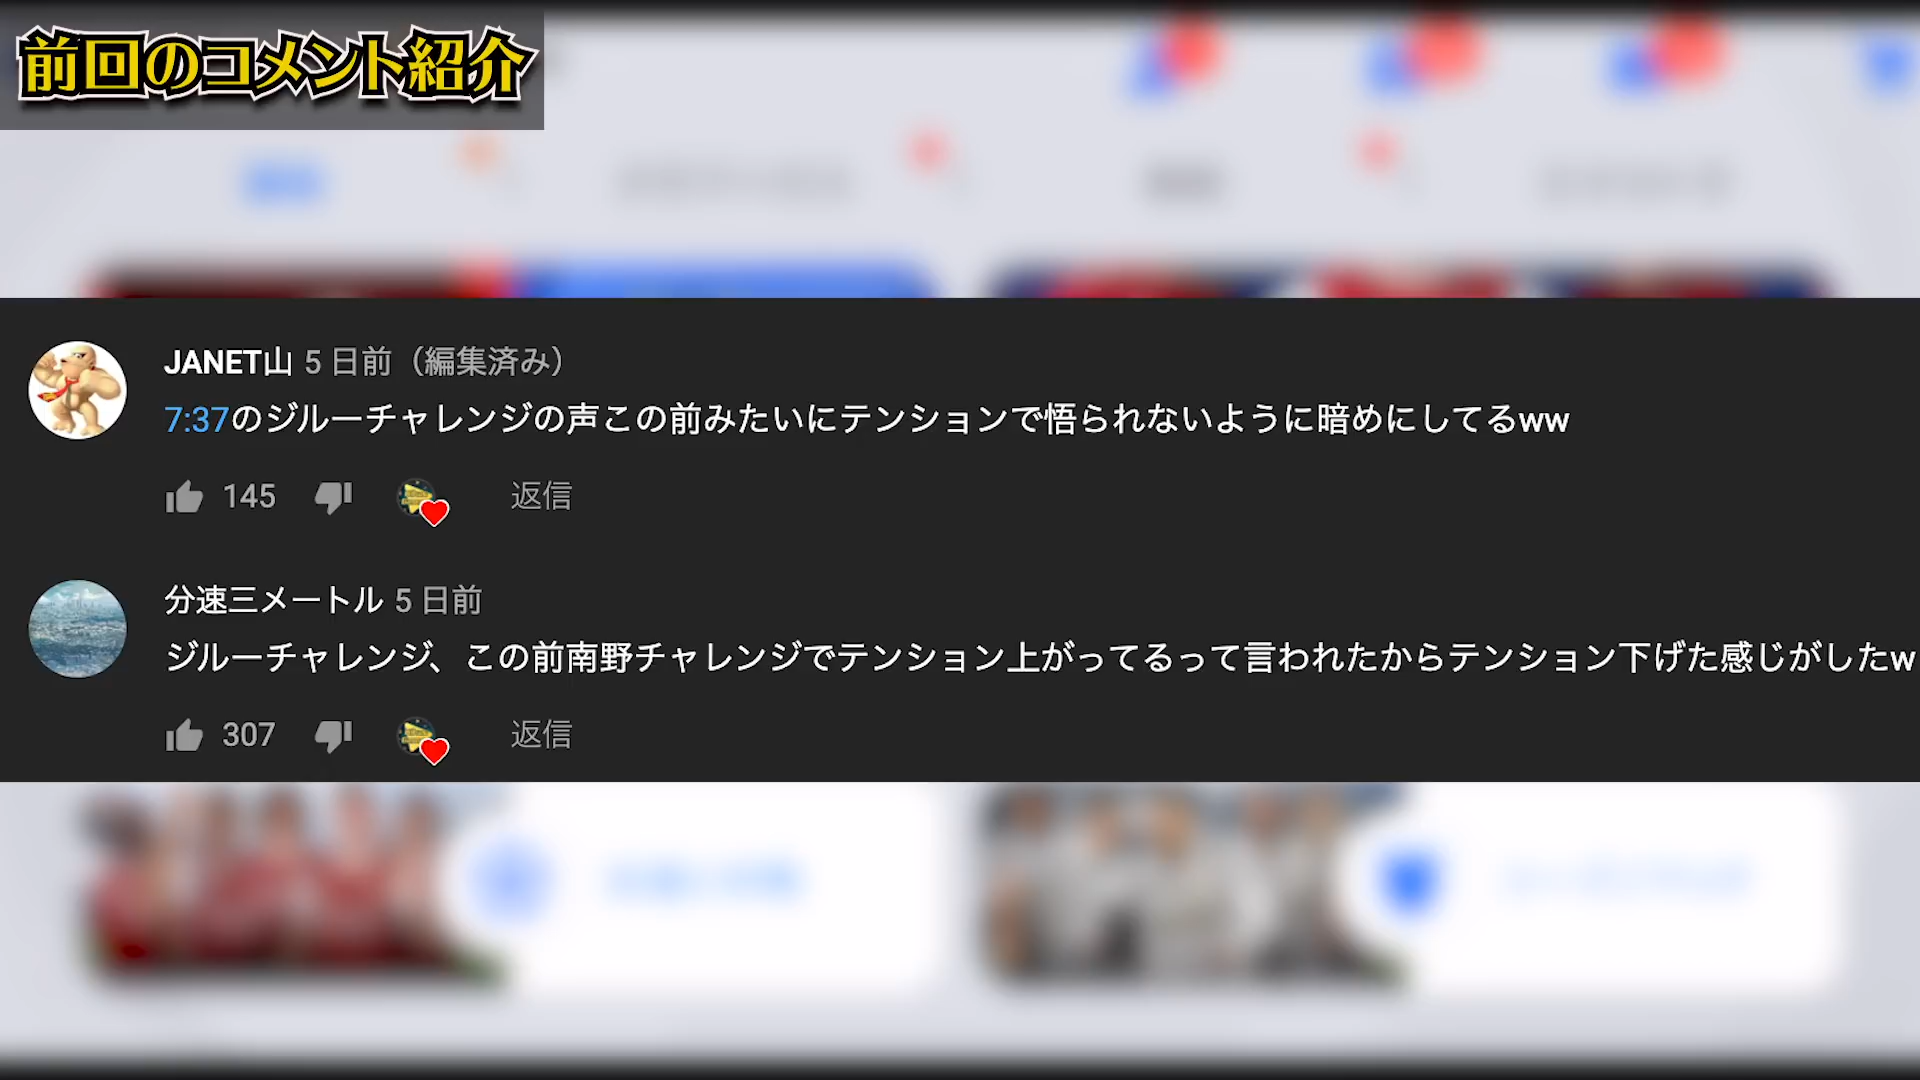 前回のコメント紹介
JANET山 5 日前（編集済み）
7:37のジルーチャレンジの声この前みたいにテンションで悟られないように暗めにしてるww
145 返信
分速三メートル 5 日前
ジルーチャレンジ、この前南野チャレンジでテンション上がってるって言われたからテンション下げた感じがしたw
307 返信